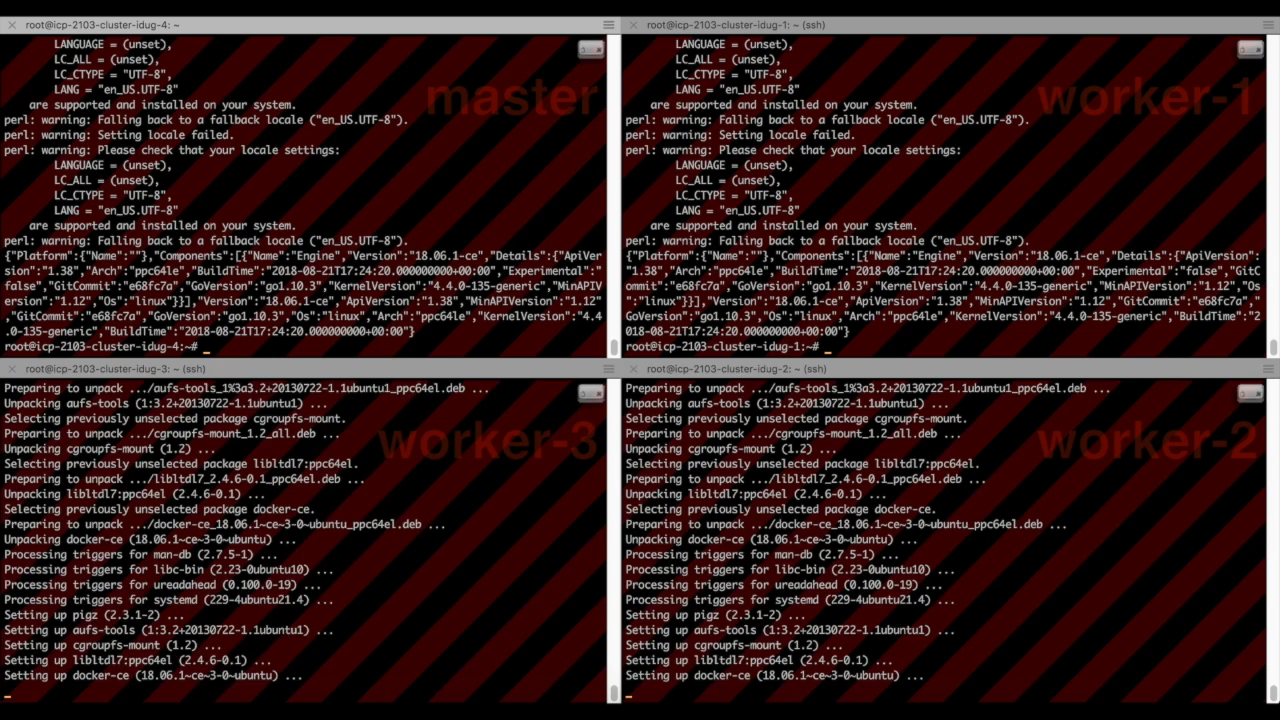 root@icp-2103-cluster-idug-4: ~
LANGUAGE = (unset),
LC_ALL = (unset),
LC_CTYPE = "UTF-8",
LANG = "en_US.UTF-8"
are supported and installed on your system.
perl: warning: Falling back to a fallback locale ("en_US.UTF-8").
perl: warning: Setting locale failed.
perl: warning: Please check that your locale settings:
LANGUAGE = (unset),
LC_ALL = (unset),
LC_CTYPE = "UTF-8",
LANG = "en_US.UTF-8"
are supported and installed on your system.
perl: warning: Falling back to a fallback locale ("en_US.UTF-8").
{"Platform":{"Name":""},"Components":[{"Name":"Engine","Version":"18.06.1-ce","Details":{"ApiVer
sion":"1.38","Arch":"ppc64le","BuildTime":"2018-08-21T17:24:20.000000000+00:00","Experimental":"
false","GitCommit":"e68fc7a","GoVersion":"go1.10.3","KernelVersion":"4.4.0-135-generic","MinAPIV
ersion":"1.12","Os":"linux"}}],"Version":"18.06.1-ce","ApiVersion":"1.38","MinAPIVersion":"1.12"
,"GitCommit":"e68fc7a","GoVersion":"go1.10.3","Os":"linux","Arch":"ppc64le","KernelVersion":"4.4.
0-135-generic","BuildTime":"2018-08-21T17:24:20.000000000+00:00"}
root@icp-2103-cluster-idug-4:~#
master
root@icp-2103-cluster-idug-1: ~ (ssh)
LANGUAGE = (unset),
LC_ALL = (unset),
LC_CTYPE = "UTF-8",
LANG = "en_US.UTF-8"
are supported and installed on your system.
perl: warning: Falling back to a fallback locale ("en_US.UTF-8").
perl: warning: Setting locale failed.
perl: warning: Please check that your locale settings:
LANGUAGE = (unset),
LC_ALL = (unset),
LC_CTYPE = "UTF-8",
LANG = "en_US.UTF-8"
are supported and installed on your system.
perl: warning: Falling back to a fallback locale ("en_US.UTF-8").
{"Platform":{"Name":""},"Components":[{"Name":"Engine","Version":"18.06.1-ce","Details":{"ApiVersion":
"1.38","Arch":"ppc64le","BuildTime":"2018-08-21T17:24:20.000000000+00:00","Experimental":"false","GitC
ommit":"e68fc7a","GoVersion":"go1.10.3","KernelVersion":"4.4.0-135-generic","MinAPIVersion":"1.12","Os
":"linux"}}],"Version":"18.06.1-ce","ApiVersion":"1.38","MinAPIVersion":"1.12","GitCommit":"e68fc7a","
GoVersion":"go1.10.3","Os":"linux","Arch":"ppc64le","KernelVersion":"4.4.0-135-generic","BuildTime":"2
018-08-21T17:24:20.000000000+00:00"}
root@icp-2103-cluster-idug-1:~#
worker-1
root@icp-2103-cluster-idug-3: ~ (ssh)
Preparing to unpack .../aufs-tools_1%3a3.2+20130722-1.1ubuntu1_ppc64el.deb ...
Unpacking aufs-tools (1:3.2+20130722-1.1ubuntu1) ...
Selecting previously unselected package cgroupfs-mount.
Preparing to unpack .../cgroupfs-mount_1.2_all.deb ...
Unpacking cgroupfs-mount (1.2) ...
Selecting previously unselected package libltdl7:ppc64el.
Preparing to unpack .../libltdl7_2.4.6-0.1_ppc64el.deb ...
Unpacking libltdl7:ppc64el (2.4.6-0.1) ...
Selecting previously unselected package docker-ce.
Preparing to unpack .../docker-ce_18.06.1~ce~3-0~ubuntu_ppc64el.deb ...
Unpacking docker-ce (18.06.1~ce~3-0~ubuntu) ...
Processing triggers for man-db (2.7.5-1) ...
Processing triggers for libc-bin (2.23-0ubuntu10) ...
Processing triggers for ureadahead (0.100.0-19) ...
Processing triggers for systemd (229-4ubuntu21.4) ...
Setting up pigz (2.3.1-2) ...
Setting up aufs-tools (1:3.2+20130722-1.1ubuntu1) ...
Setting up cgroupfs-mount (1.2) ...
Setting up libltdl7:ppc64el (2.4.6-0.1) ...
Setting up docker-ce (18.06.1~ce~3-0~ubuntu) ...
worker-3
root@icp-2103-cluster-idug-2: ~ (ssh)
Preparing to unpack .../aufs-tools_1%3a3.2+20130722-1.1ubuntu1_ppc64el.deb ...
Unpacking aufs-tools (1:3.2+20130722-1.1ubuntu1) ...
Selecting previously unselected package cgroupfs-mount.
Preparing to unpack .../cgroupfs-mount_1.2_all.deb ...
Unpacking cgroupfs-mount (1.2) ...
Selecting previously unselected package libltdl7:ppc64el.
Preparing to unpack .../libltdl7_2.4.6-0.1_ppc64el.deb ...
Unpacking libltdl7:ppc64el (2.4.6-0.1) ...
Selecting previously unselected package docker-ce.
Preparing to unpack .../docker-ce_18.06.1~ce~3-0~ubuntu_ppc64el.deb ...
Unpacking docker-ce (18.06.1~ce~3-0~ubuntu) ...
Processing triggers for man-db (2.7.5-1) ...
Processing triggers for libc-bin (2.23-0ubuntu10) ...
Processing triggers for ureadahead (0.100.0-19) ...
Processing triggers for systemd (229-4ubuntu21.4) ...
Setting up pigz (2.3.1-2) ...
Setting up aufs-tools (1:3.2+20130722-1.1ubuntu1) ...
Setting up cgroupfs-mount (1.2) ...
Setting up libltdl7:ppc64el (2.4.6-0.1) ...
Setting up docker-ce (18.06.1~ce~3-0~ubuntu) ...
worker-2